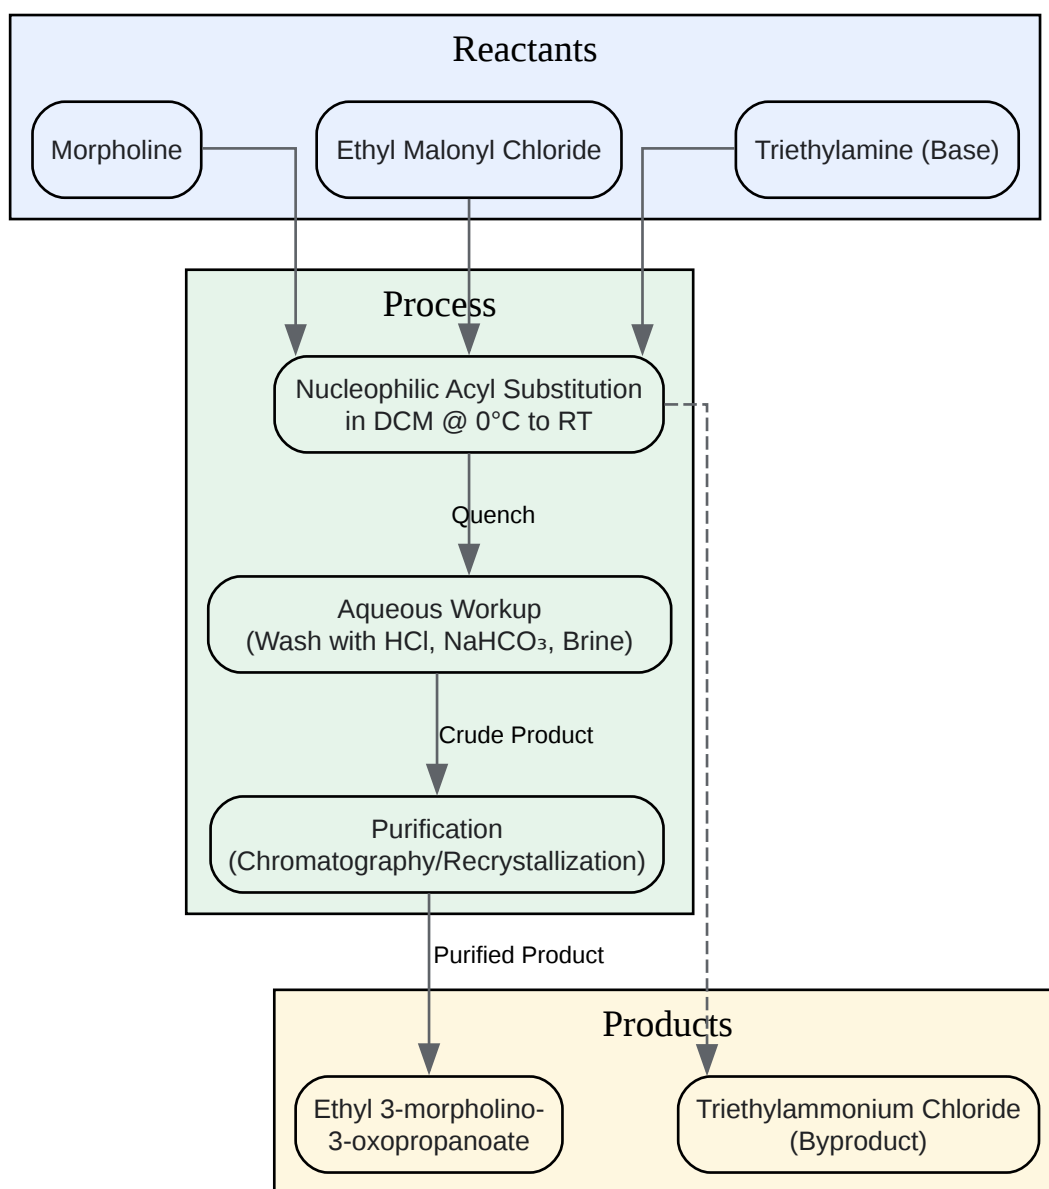 Reactants
Morpholine
Ethyl Malonyl Chloride
Triethylamine (Base)
Process
Nucleophilic Acyl Substitution
in DCM @ 0°C to RT
Quench
Aqueous Workup
(Wash with HCl, NaHCO₃, Brine)
Crude Product
Purification
(Chromatography/Recrystallization)
Purified Product
Products
Ethyl 3-morpholino-
3-oxopropanoate
Triethylammonium Chloride
(Byproduct)